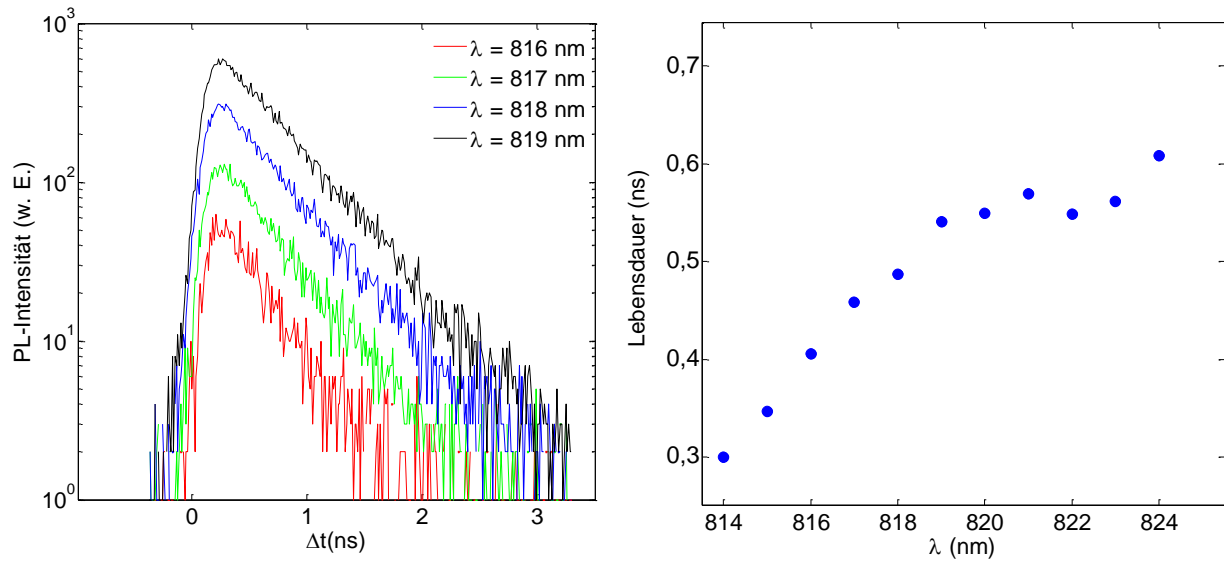 10³
10²
10¹
10⁰
PL-Intensität (w. E.)
λ = 816 nm
λ = 817 nm
λ = 818 nm
λ = 819 nm
0 1 2 3
Δt(ns)
0,7
0,6
0,5
0,4
0,3
Lebensdauer (ns)
814 816 818 820 822 824
λ (nm)